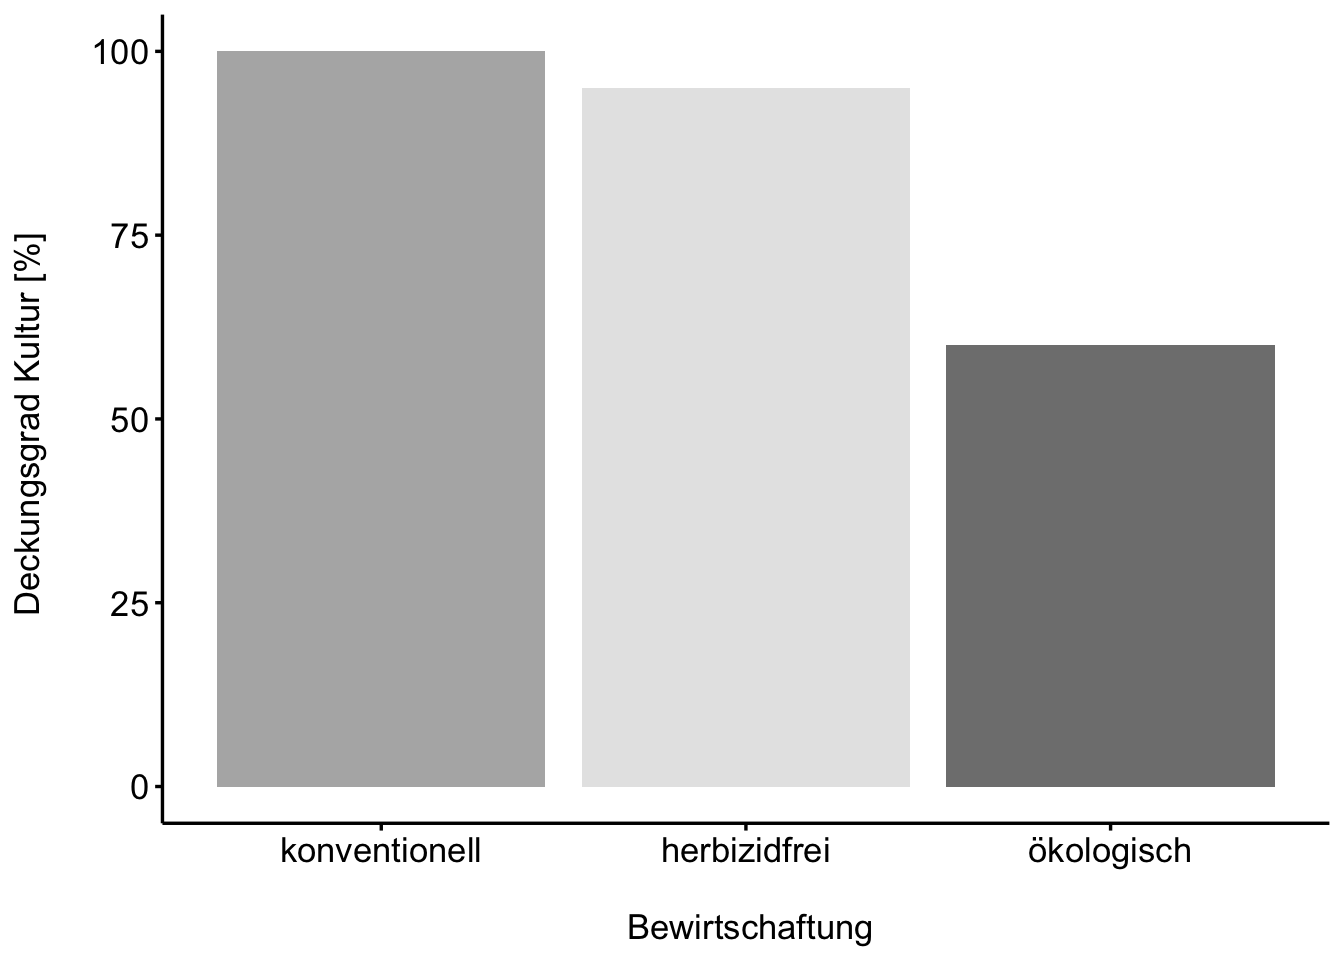 Deckungsgrad Kultur [%]
100
75
50
25
0
konventionell herbizidfrei ökologisch
Bewirtschaftung